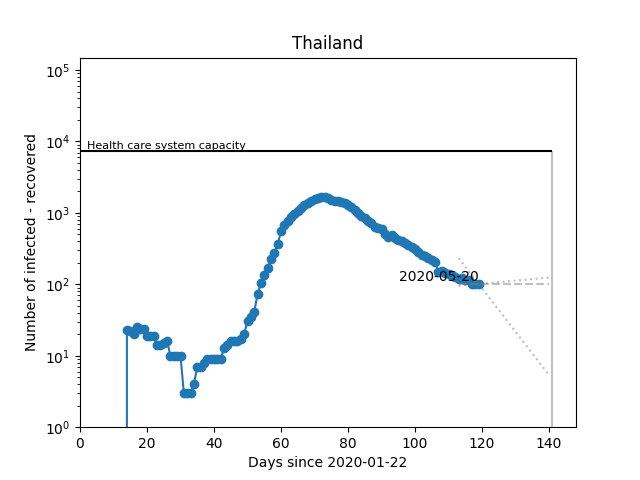 Thailand
Number of infected - recovered
10^5
10^4
10^3
10^2
10^1
10^0
Health care system capacity
2020-05-20
0 20 40 60 80 100 120 140
Days since 2020-01-22